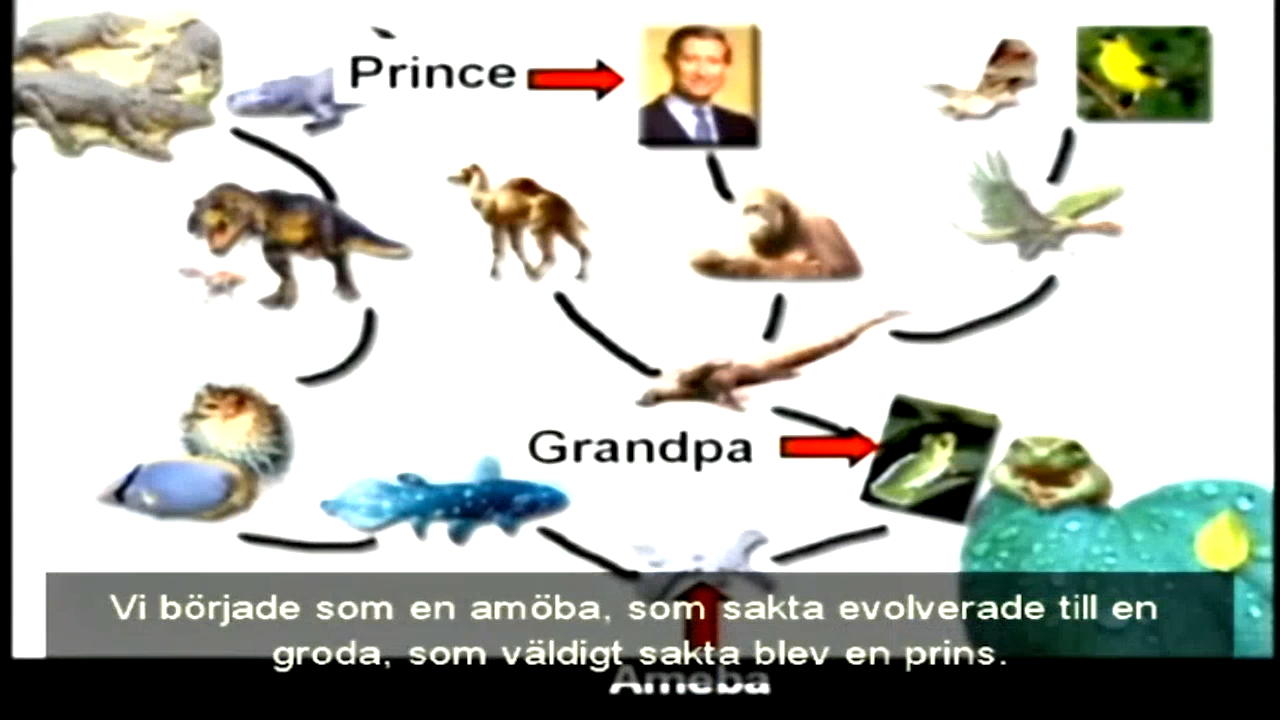 Prince
Grandpa
Vi började som en amöba, som sakta evolverade till en
groda, som väldigt sakta blev en prins.
Ameba